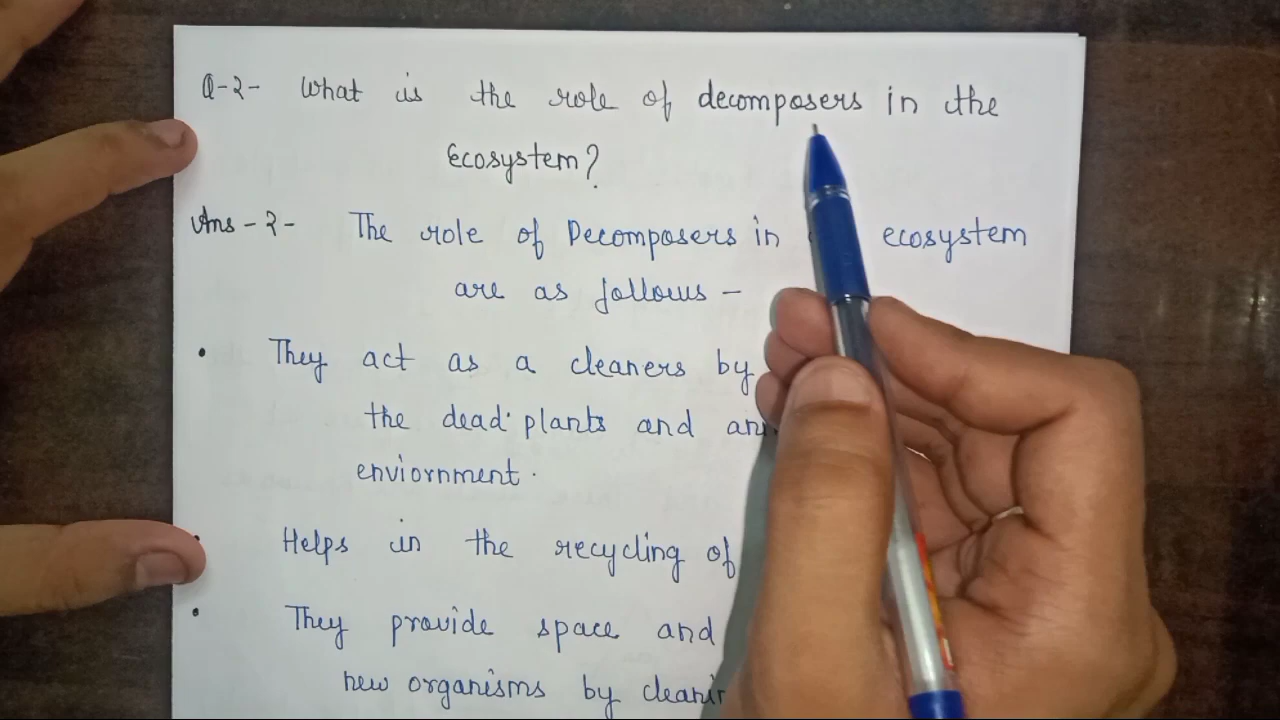 Q-2- What is the role of decomposers in the
Ecosystem?
Ans-2- The role of Decomposers in ecosystem
are as follows -
• They act as a cleaners by
the dead plants and
enviornment.
Helps in the recycling of
• They provide space and
new organisms by